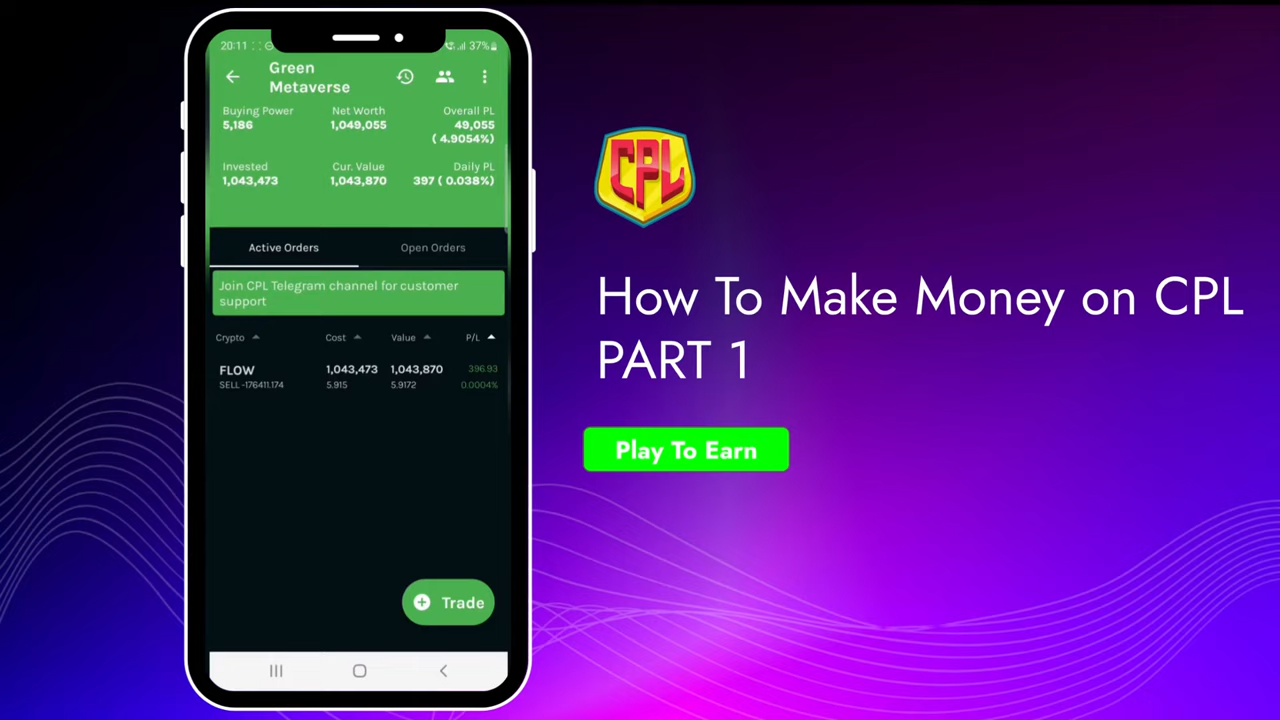 20:11
37%
Green
Metaverse
Buying Power
Net Worth
Overall PL
5,186
1,049,055
49,055
( 4.9054%)
Invested
Cur. Value
Daily PL
1,043,473
1,043,870
397 ( 0.038%)
Active Orders
Open Orders
Join CPL Telegram channel for customer
support
Crypto
Cost
Value
P/L
FLOW
1,043,473
1,043,870
396.93
SELL -176411.174
5.915
5.9172
0.0004%
Trade
CPL
How To Make Money on CPL
PART 1
Play To Earn